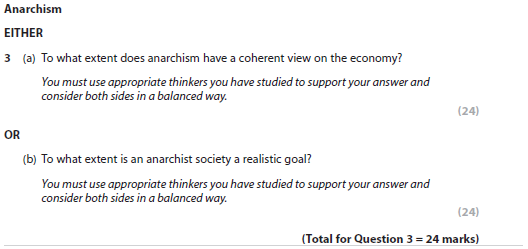 Anarchism
EITHER
3 (a) To what extent does anarchism have a coherent view on the economy?
You must use appropriate thinkers you have studied to support your answer and
consider both sides in a balanced way.
(24)
OR
(b) To what extent is an anarchist society a realistic goal?
You must use appropriate thinkers you have studied to support your answer and
consider both sides in a balanced way.
(24)
(Total for Question 3 = 24 marks)